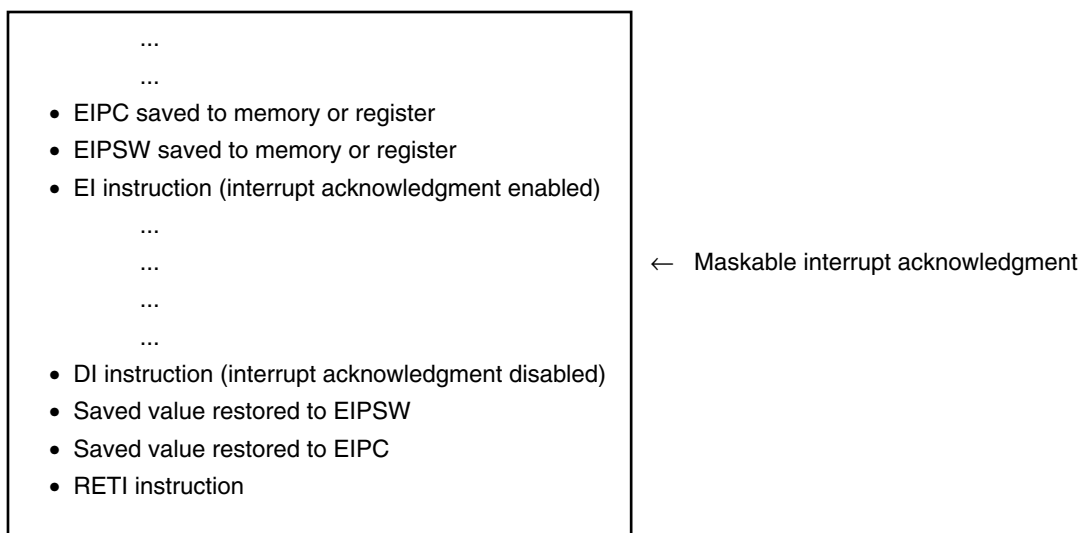 ...
...
• EIPC saved to memory or register
• EIPSW saved to memory or register
• EI instruction (interrupt acknowledgment enabled)
...
...
← Maskable interrupt acknowledgment
...
...
• DI instruction (interrupt acknowledgment disabled)
• Saved value restored to EIPSW
• Saved value restored to EIPC
• RETI instruction